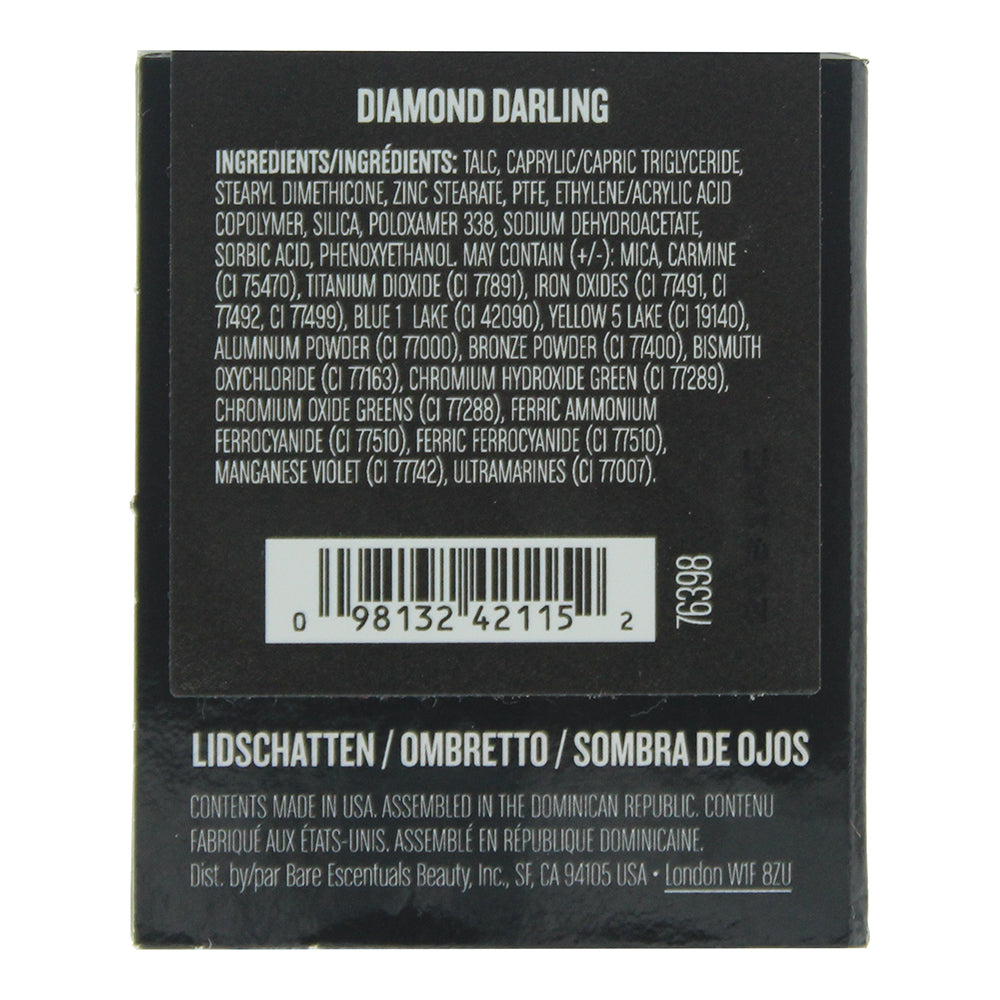 DIAMOND DARLING
INGREDIENTS/INGRÉDIENTS: TALC, CAPRYLIC/CAPRIC TRIGLYCERIDE,
STEARYL DIMETHICONE, ZINC STEARATE, PTFE, ETHYLENE/ACRYLIC ACID
COPOLYMER, SILICA, POLOXAMER 338, SODIUM DEHYDROACETATE,
SORBIC ACID, PHENOXYETHANOL. MAY CONTAIN (+/-): MICA, CARMINE
(CI 75470), TITANIUM DIOXIDE (CI 77891), IRON OXIDES (CI 77491, CI
77492, CI 77499), BLUE 1 LAKE (CI 42090), YELLOW 5 LAKE (CI 19140),
ALUMINUM POWDER (CI 77000), BRONZE POWDER (CI 77400), BISMUTH
OXYCHLORIDE (CI 77163), CHROMIUM HYDROXIDE GREEN (CI 77289),
CHROMIUM OXIDE GREENS (CI 77288), FERRIC AMMONIUM
FERROCYANIDE (CI 77510), FERRIC FERROCYANIDE (CI 77510),
MANGANESE VIOLET (CI 77742), ULTRAMARINES (CI 77007).
0 98132 42115 2
76398
LIDSCHATTEN / OMBRETTO / SOMBRA DE OJOS
CONTENTS MADE IN USA. ASSEMBLED IN THE DOMINICAN REPUBLIC. CONTENU
FABRIQUÉ AUX ÉTATS-UNIS. ASSEMBLÉ EN RÉPUBLIQUE DOMINICAINE.
Dist. by/par Bare Escentuals Beauty, Inc., SF, CA 94105 USA • London W1F 8ZU